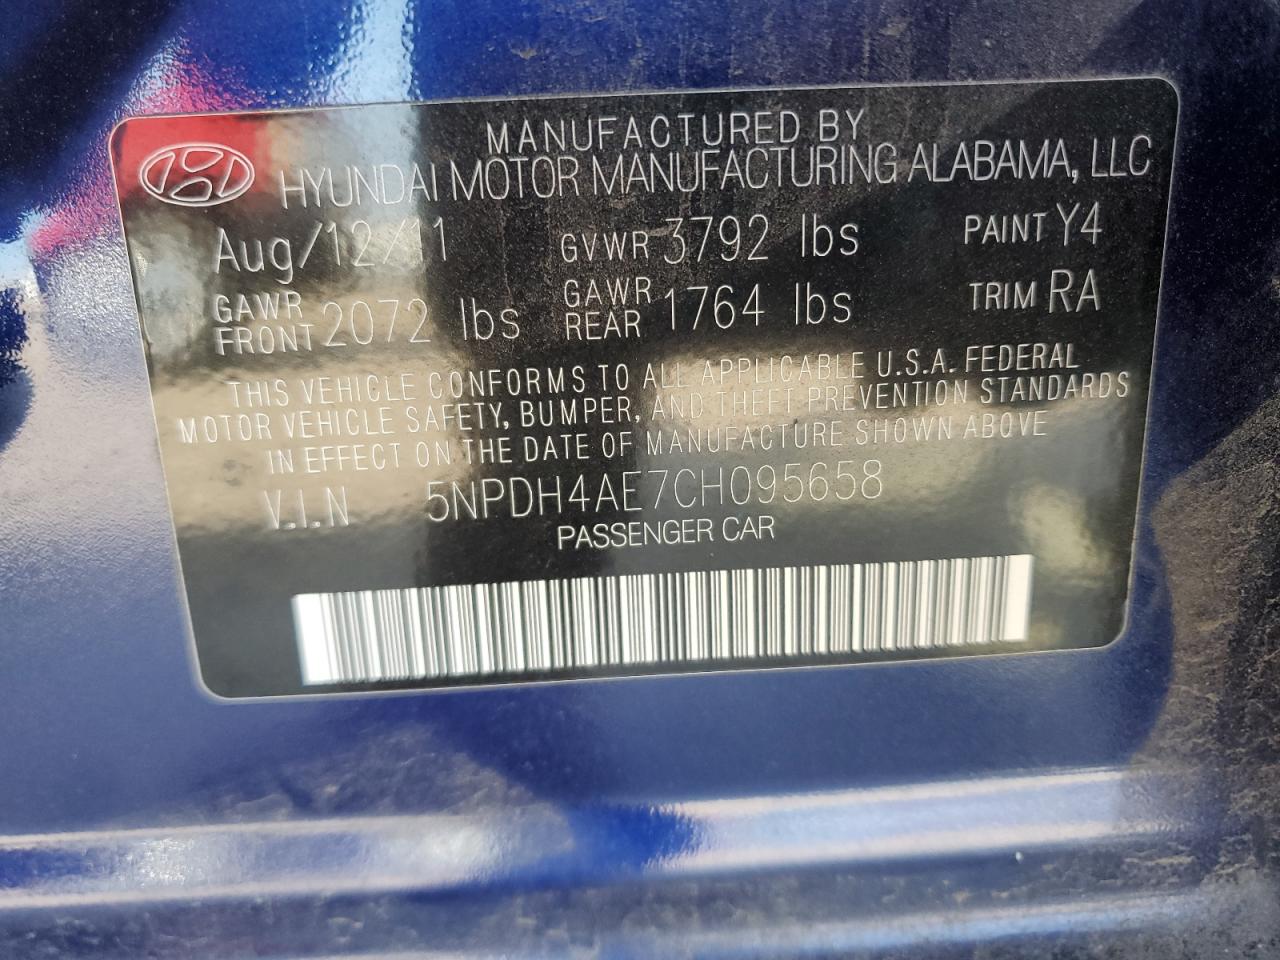 MANUFACTURED BY
HYUNDAI MOTOR MANUFACTURING ALABAMA, LLC
Aug/12/11 GVWR 3792 lbs PAINT Y4
GAWR FRONT 2072 lbs GAWR REAR 1764 lbs TRIM RA
THIS VEHICLE CONFORMS TO ALL APPLICABLE U.S.A. FEDERAL
MOTOR VEHICLE SAFETY, BUMPER, AND THEFT PREVENTION STANDARDS
IN EFFECT ON THE DATE OF MANUFACTURE SHOWN ABOVE
V.I.N 5NPDH4AE7CH095658
PASSENGER CAR